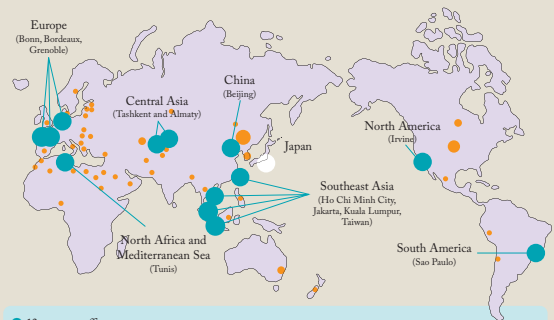 Europe
(Bonn, Bordeaux,
Grenoble)
Central Asia
(Tashkent and Almaty)
China
(Beijing)
Japan
North America
(Irvine)
Southeast Asia
(Ho Chi Minh City,
Jakarta, Kuala Lumpur,
Taiwan)
North Africa and
Mediterranean Sea
(Tunis)
South America
(Sao Paulo)